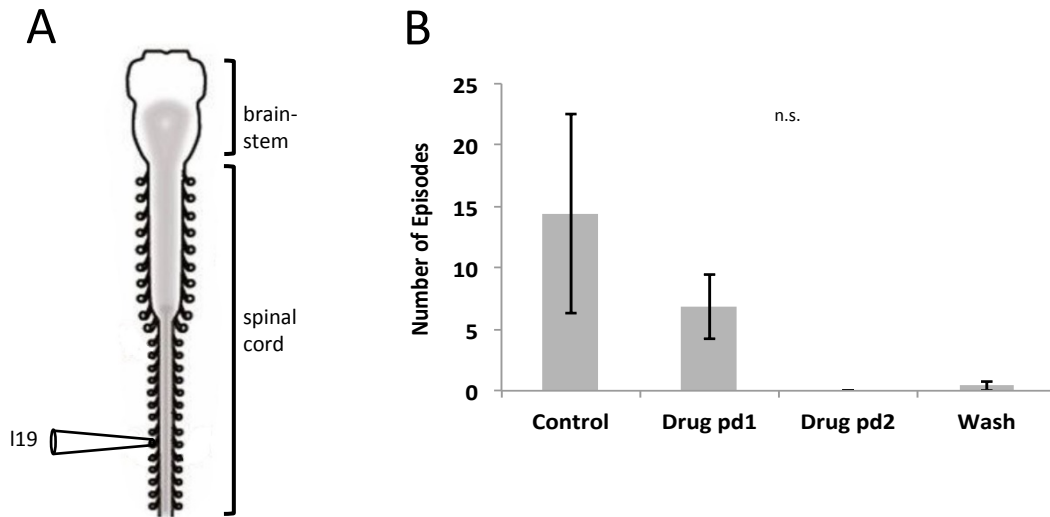 A
brain-
stem
spinal
cord
l19
B
Number of Episodes
25
20
15
10
5
0
n.s.
Control
Drug pd1
Drug pd2
Wash